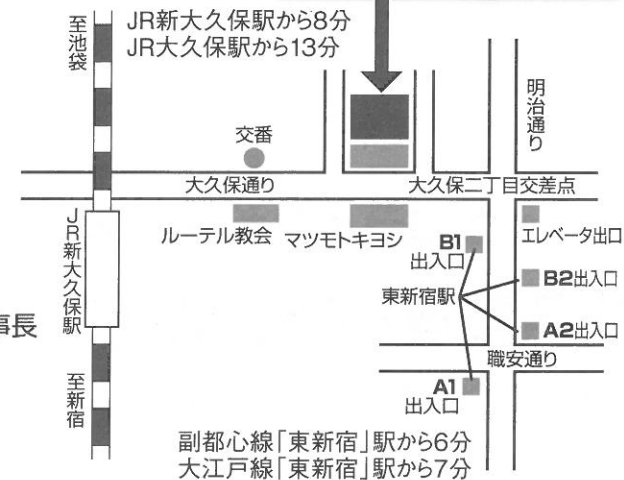 JR新大久保駅から8分
JR大久保駅から13分
至池袋
明治通り
交番
大久保通り
大久保二丁目交差点
JR新大久保駅
ルーテル教会
マツモトキヨシ
B1
出入口
エレベータ出口
東新宿駅
B2出入口
A2出入口
事長
職安通り
至新宿
A1
出入口
副都心線「東新宿」駅から6分
大江戸線「東新宿」駅から7分